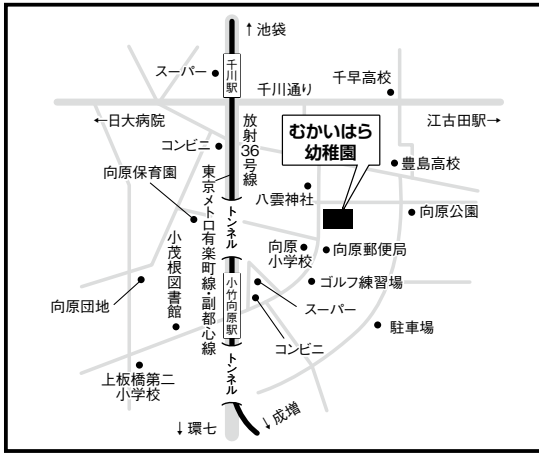 ↑池袋
スーパー
千川駅
千川通り
千早高校
←日大病院
江古田駅→
コンビニ
放射36号線
むかいはら
幼稚園
豊島高校
向原保育園
東京メトロ有楽町線・副都心線
八雲神社
向原公園
トンネル
小茂根図書館
向原
小学校
向原郵便局
向原団地
小竹向原駅
ゴルフ練習場
スーパー
駐車場
コンビニ
トンネル
上板橋第二
小学校
↓環七
↓成増